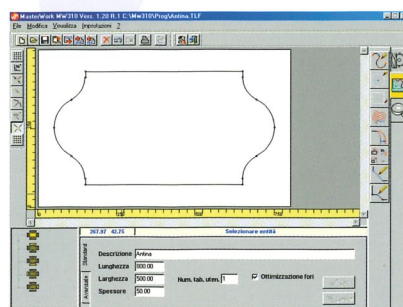 MasterWork MW310 Vers. 1.20 R.1 C:\Mw310\Prog\Antina.TLF
File Modifica Visualizza Impostazioni ?
267.97 42.76 Selezionare entità
Standard
Descrizione Antina
Lunghezza 800.00
Larghezza 500.00 Num. tab. uten. 1 Ottimizzazione fori
Spessore 50.00
Avanzate